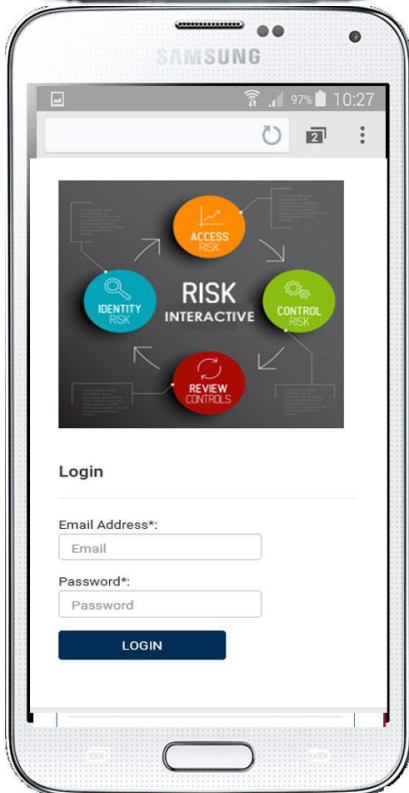 SAMSUNG
97% 10:27
2
ACCESS
RISK
IDENTITY
RISK
RISK
INTERACTIVE
CONTROL
RISK
REVIEW
CONTROLS
Login
Email Address*:
Email
Password*:
Password
LOGIN